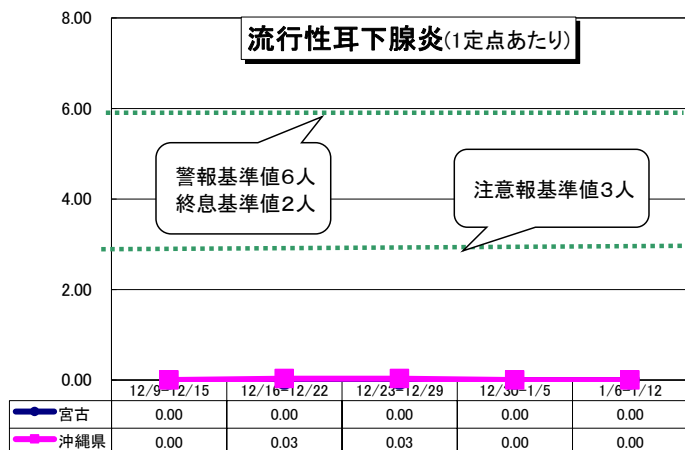 流行性耳下腺炎(1定点あたり)
8.00
6.00
4.00
2.00
0.00
警報基準値6人
終息基準値2人
注意報基準値3人
12/9-12/15 12/16-12/22 12/23-12/29 12/30-1/5 1/6-1/12
宮古 0.00 0.00 0.00 0.00 0.00
沖縄県 0.00 0.03 0.03 0.00 0.00